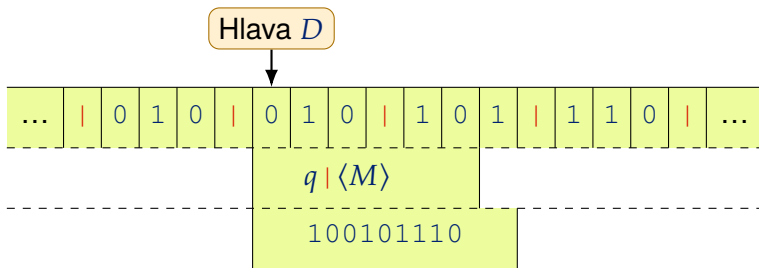 Hlava D
... | 0 1 0 | 0 1 0 | 1 0 1 | 1 1 0 | ...
q | ⟨M⟩
100101110